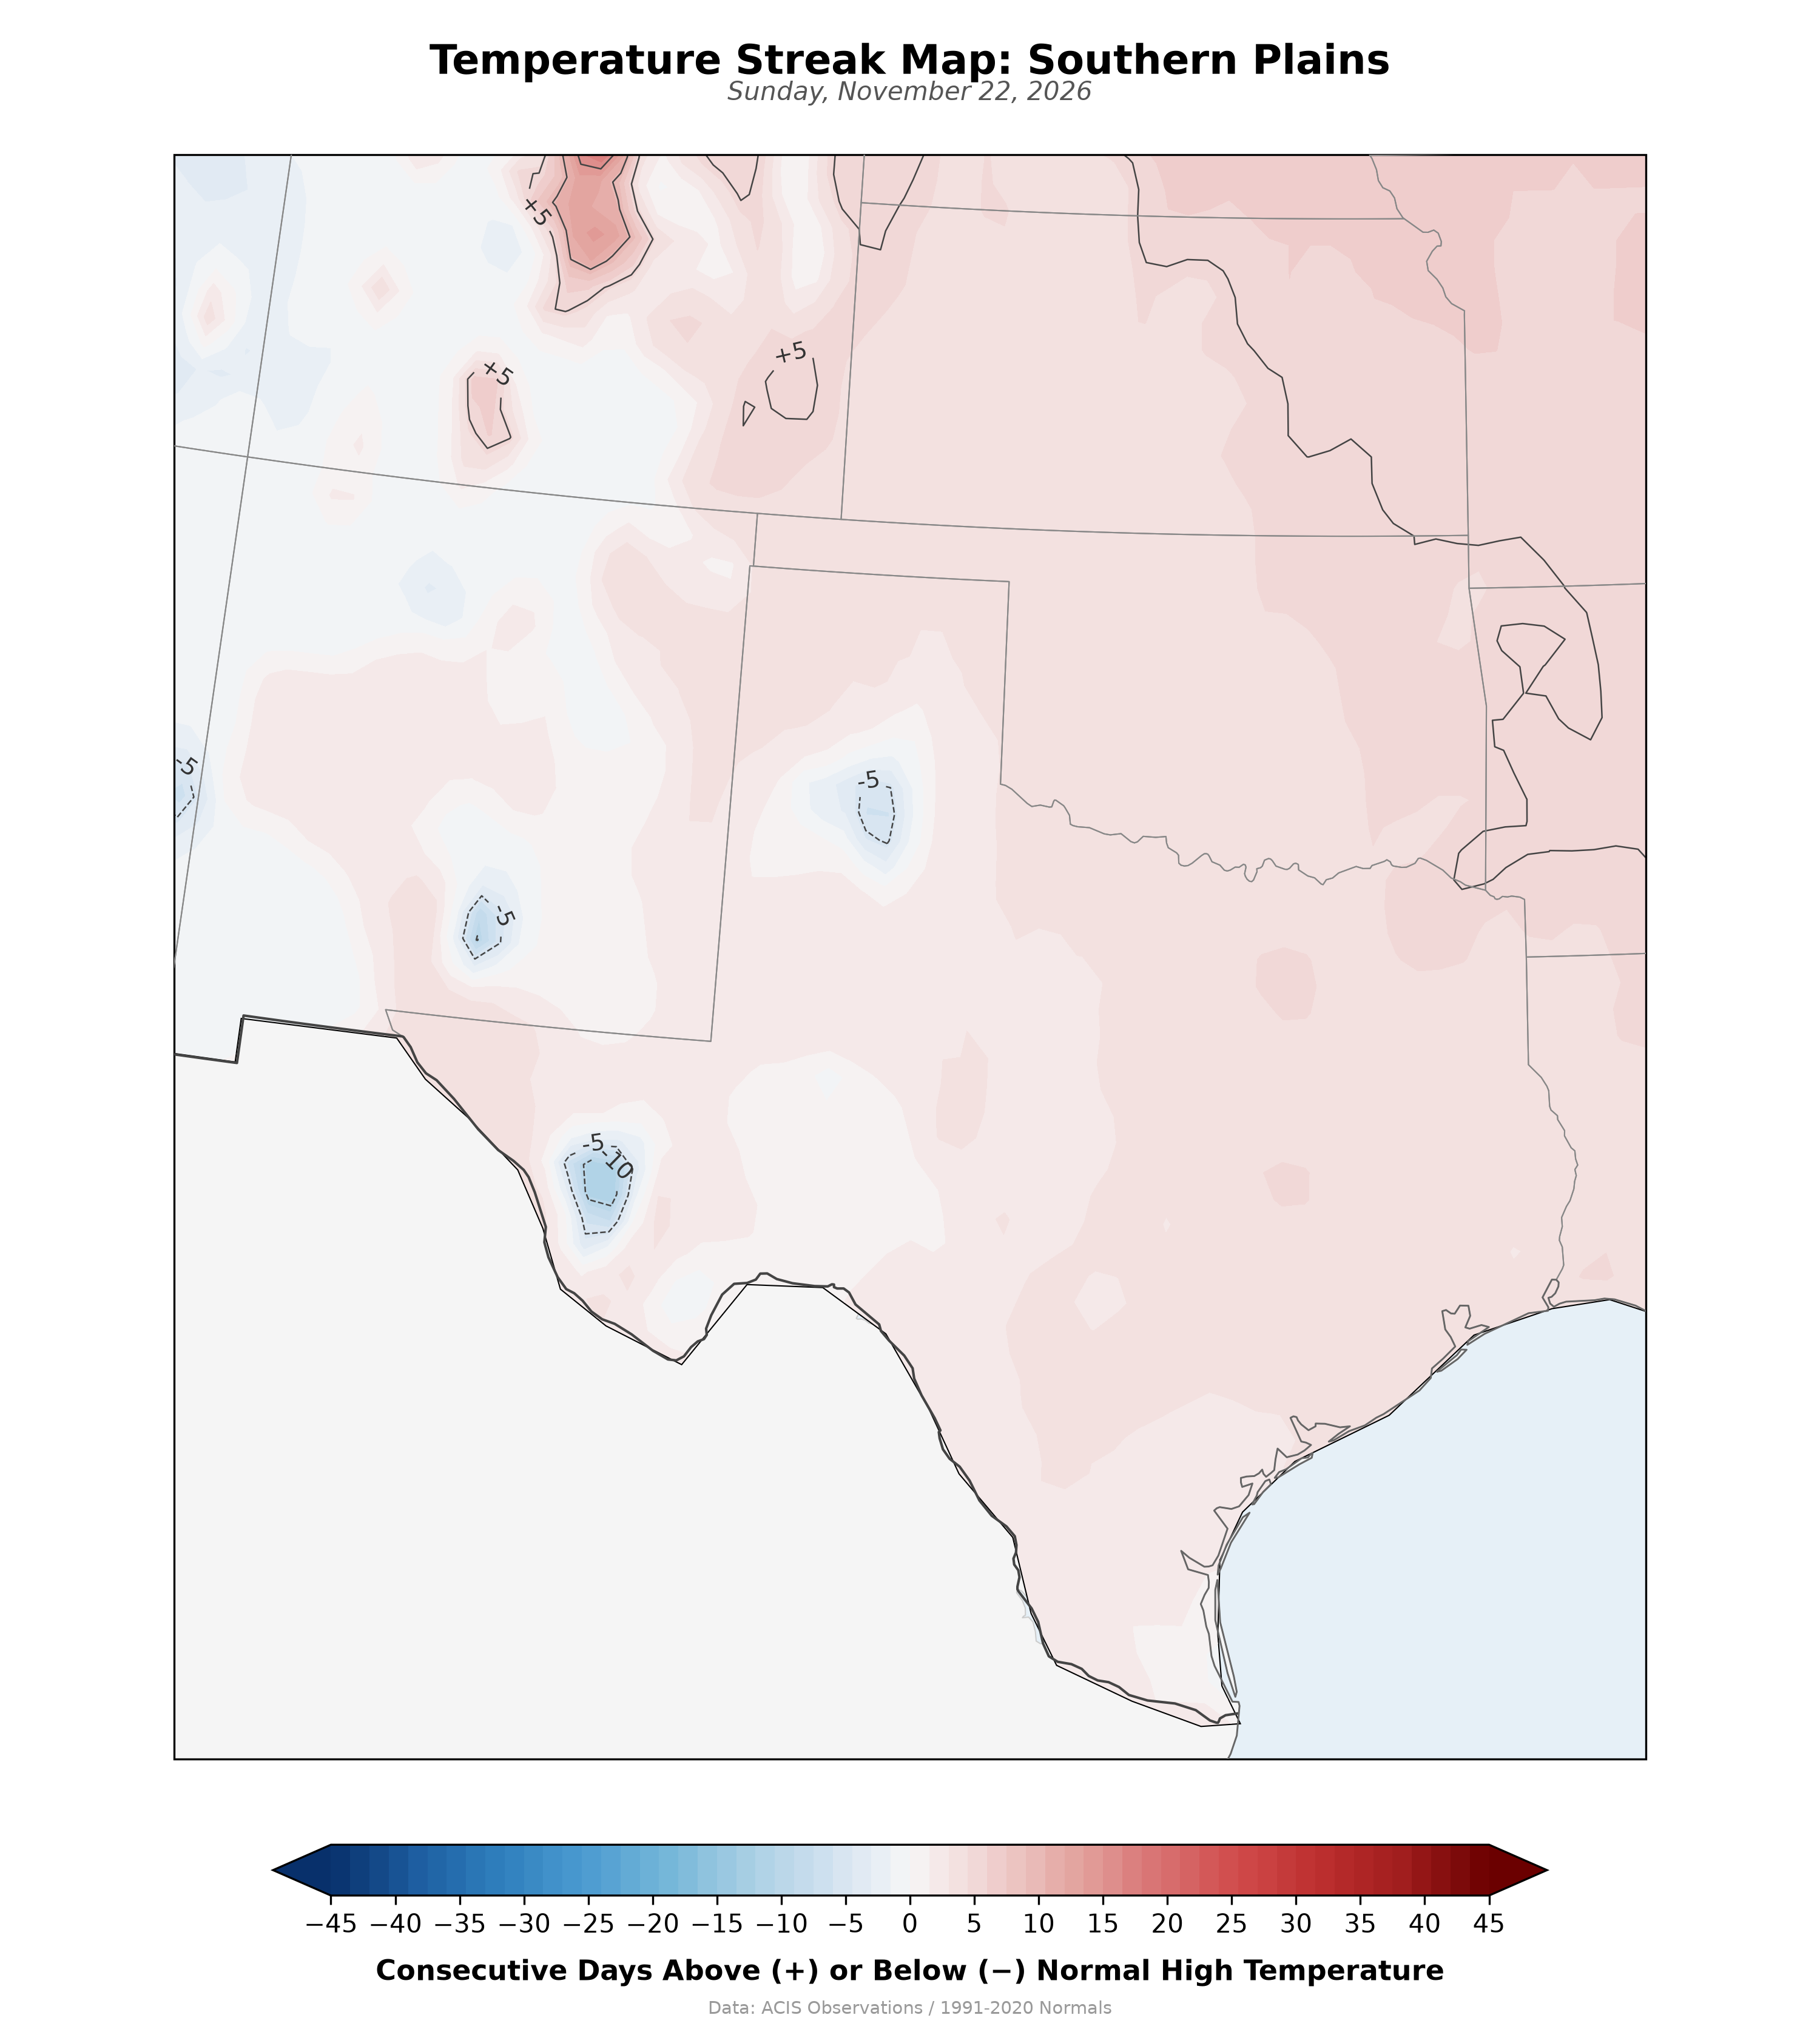 Temperature Streak Map: Southern Plains
Sunday, November 22, 2026
+5
+5
+5
-5
-5
-5
-5
-10
−45 −40 −35 −30 −25 −20 −15 −10 −5 0 5 10 15 20 25 30 35 40 45
Consecutive Days Above (+) or Below (−) Normal High Temperature
Data: ACIS Observations / 1991-2020 Normals